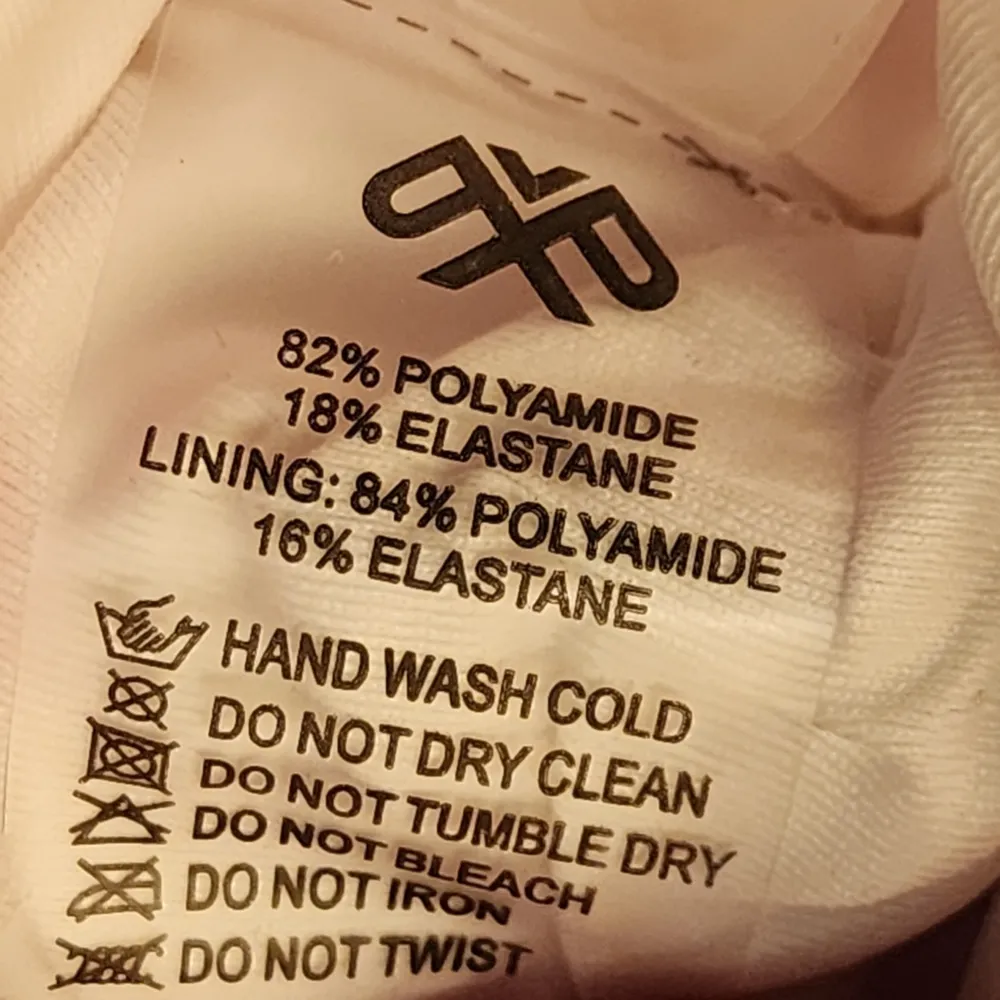 82% POLYAMIDE
18% ELASTANE
LINING: 84% POLYAMIDE
16% ELASTANE
HAND WASH COLD
DO NOT DRY CLEAN
DO NOT TUMBLE DRY
DO NOT BLEACH
DO NOT IRON
DO NOT TWIST